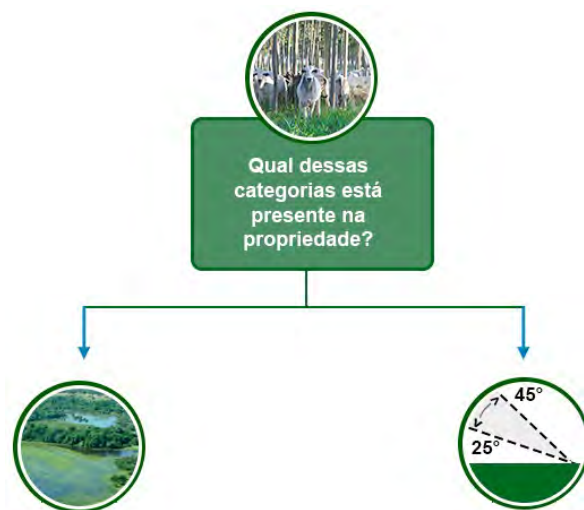 Qual dessas
categorias está
presente na
propriedade?
45°
25°